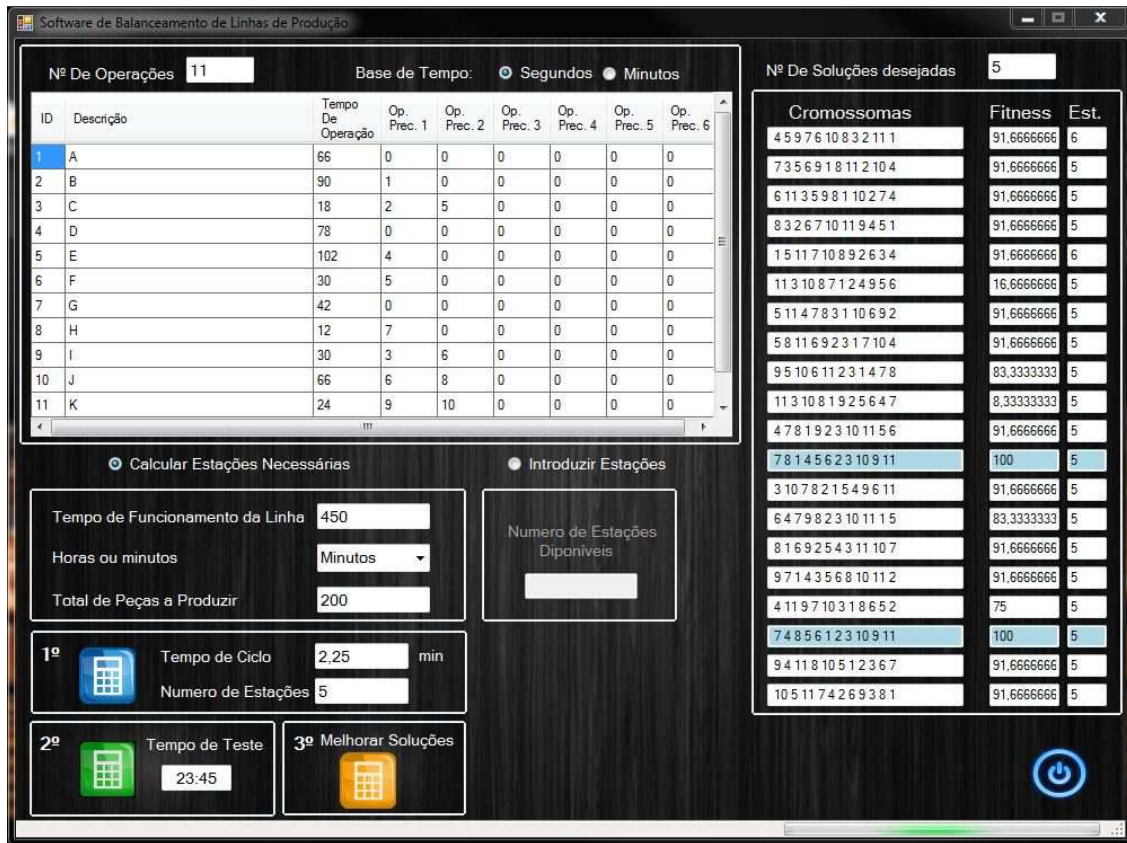 Software de Balanceamento de Linhas de Produção
Nº De Operações 11 Base de Tempo: Segundos Minutos
ID Descrição Tempo De Operação Op. Prec. 1 Op. Prec. 2 Op. Prec. 3 Op. Prec. 4 Op. Prec. 5 Op. Prec. 6
1 A 66 0 0 0 0 0 0
2 B 90 1 0 0 0 0 0
3 C 18 2 5 0 0 0 0
4 D 78 0 0 0 0 0 0
5 E 102 4 0 0 0 0 0
6 F 30 5 0 0 0 0 0
7 G 42 0 0 0 0 0 0
8 H 12 7 0 0 0 0 0
9 I 30 3 6 0 0 0 0
10 J 66 6 8 0 0 0 0
11 K 24 9 10 0 0 0 0
Calcular Estações Necessárias Introduzir Estações
Tempo de Funcionamento da Linha 450
Horas ou minutos Minutos
Total de Peças a Produzir 200
Numero de Estações
Diponíveis
1º Tempo de Ciclo 2,25 min
Numero de Estações 5
2º Tempo de Teste
23:45
3º Melhorar Soluções
Nº De Soluções desejadas 5
Cromossomas Fitness Est.
4 5 9 7 6 10 8 3 2 11 1 91,6666666 6
7 3 5 6 9 1 8 11 2 10 4 91,6666666 5
6 11 3 5 9 8 1 10 2 7 4 91,6666666 5
8 3 2 6 7 10 11 9 4 5 1 91,6666666 5
1 5 11 7 10 8 9 2 6 3 4 91,6666666 6
11 3 10 8 7 1 2 4 9 5 6 16,6666666 5
5 11 4 7 8 3 1 10 6 9 2 91,6666666 5
5 8 11 6 9 2 3 1 7 10 4 91,6666666 5
9 5 10 6 11 2 3 1 4 7 8 83,3333333 5
11 3 10 8 1 9 2 5 6 4 7 8,33333333 5
4 7 8 1 9 2 3 10 11 5 6 91,6666666 5
7 8 1 4 5 6 2 3 10 9 11 100 5
3 10 7 8 2 1 5 4 9 6 11 91,6666666 5
6 4 7 9 8 2 3 10 11 1 5 83,3333333 5
8 1 6 9 2 5 4 3 11 10 7 91,6666666 5
9 7 1 4 3 5 6 8 10 11 2 91,6666666 5
4 11 9 7 10 3 1 8 6 5 2 75 5
7 4 8 5 6 1 2 3 10 9 11 100 5
9 4 11 8 10 5 1 2 3 6 7 91,6666666 5
10 5 11 7 4 2 6 9 3 8 1 91,6666666 5